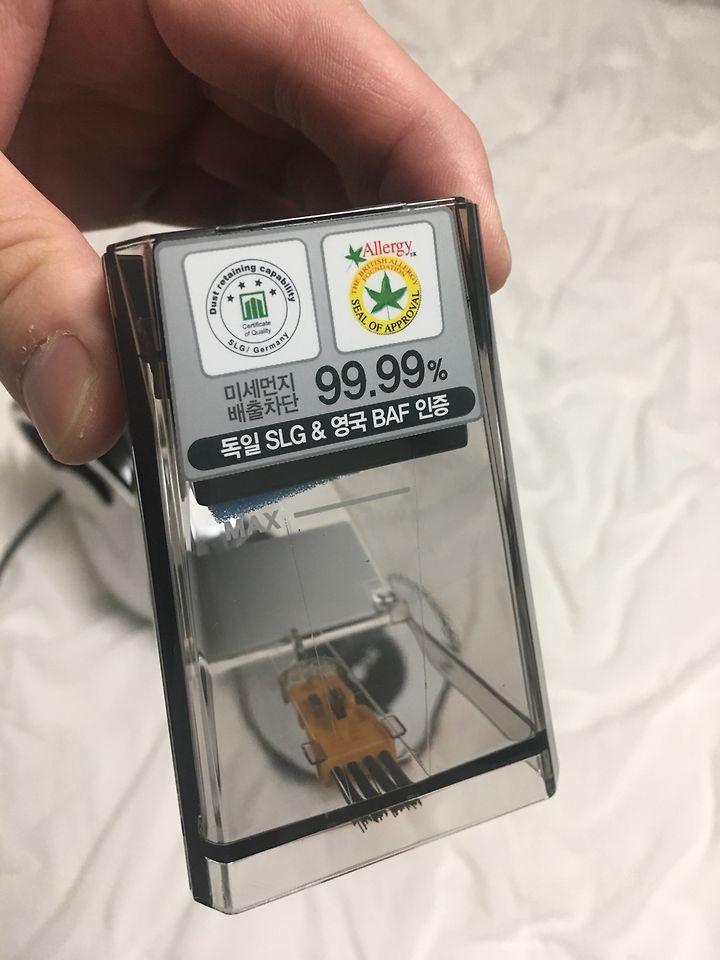 Dust retaining capability
Certificate
of Quality
SLG / Germany
Allergy UK
THE BRITISH ALLERGY
FOUNDATION
SEAL OF APPROVAL
미세먼지
배출차단
99.99%
독일 SLG & 영국 BAF 인증
MAX